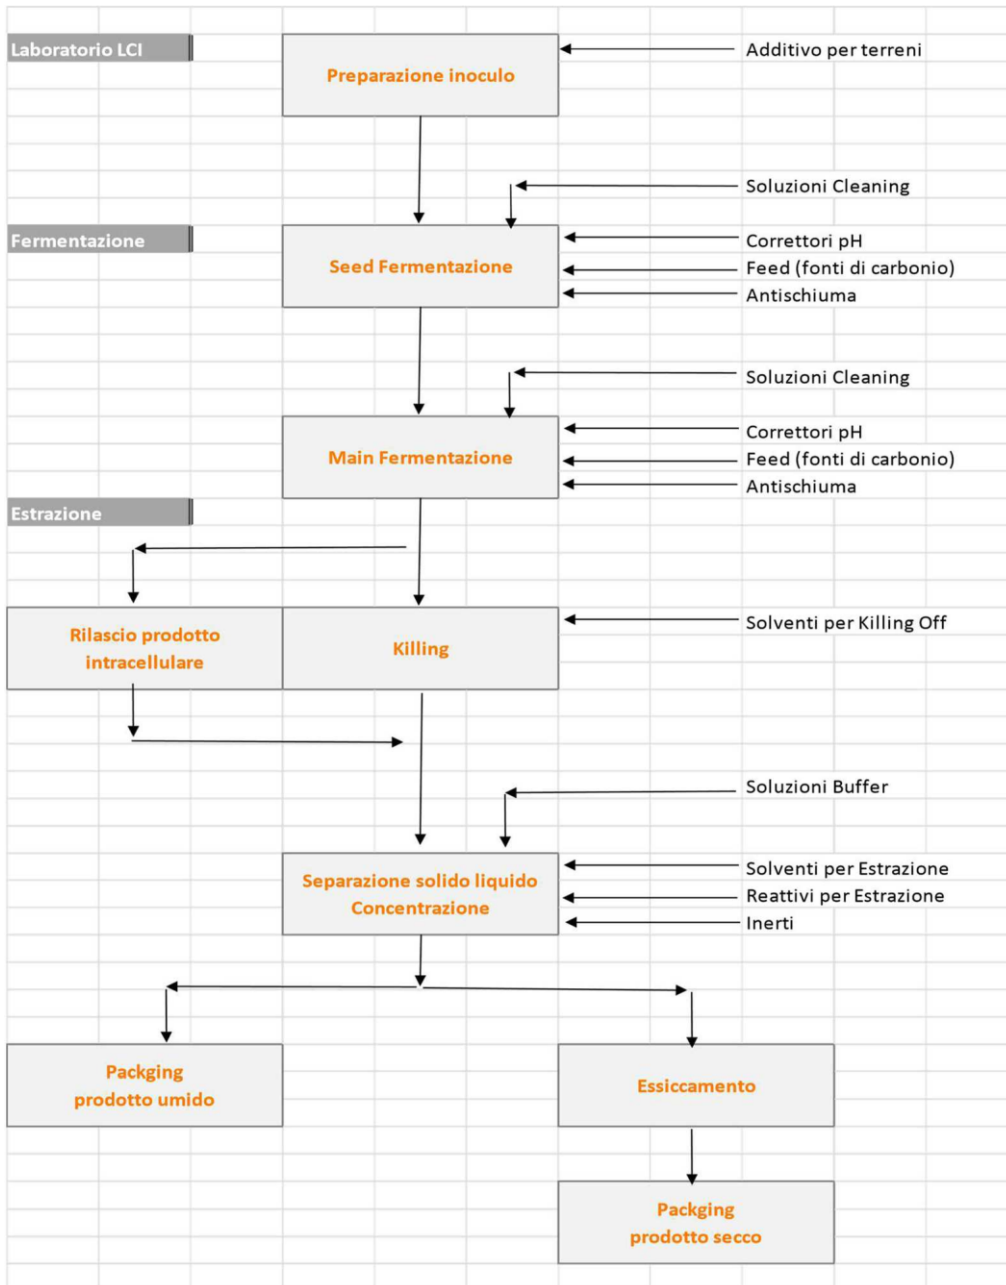 Laboratorio LCI
Additivo per terreni
Preparazione inoculo
Soluzioni Cleaning
Fermentazione
Correttori pH
Seed Fermentazione
Feed (fonti di carbonio)
Antischiuma
Soluzioni Cleaning
Correttori pH
Main Fermentazione
Feed (fonti di carbonio)
Antischiuma
Estrazione
Rilascio prodotto
intracellulare
Killing
Solventi per Killing Off
Soluzioni Buffer
Separazione solido liquido
Concentrazione
Solventi per Estrazione
Reattivi per Estrazione
Inerti
Packging
prodotto umido
Essiccamento
Packging
prodotto secco